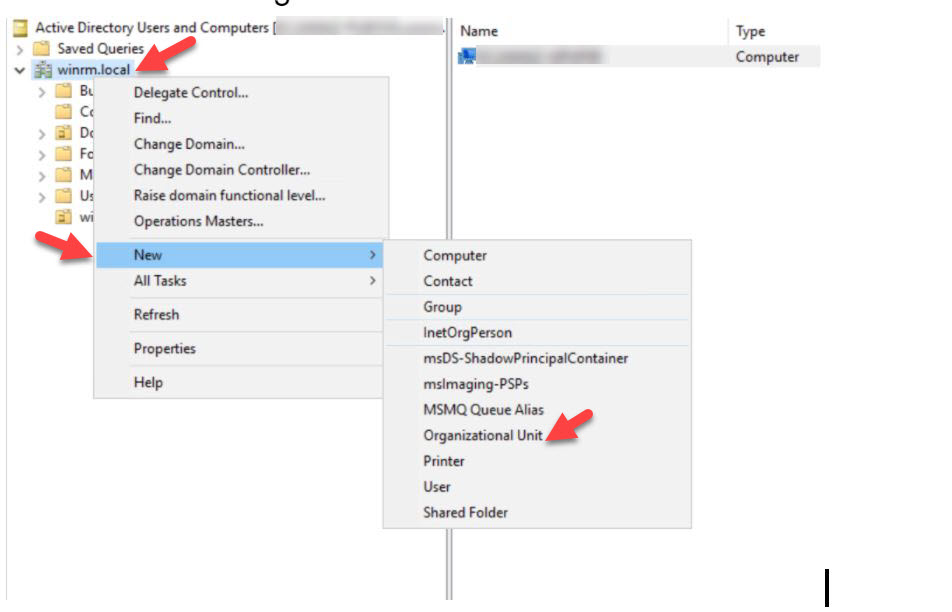 Active Directory Users and Computers [
Name
Type
Saved Queries
Computer
winrm.local
Bu
Delegate Control...
Co
Find...
Do
Change Domain...
Fo
Change Domain Controller...
M
Raise domain functional level...
Us
Operations Masters...
wi
New
Computer
All Tasks
Contact
Group
Refresh
InetOrgPerson
Properties
msDS-ShadowPrincipalContainer
Help
msImaging-PSPs
MSMQ Queue Alias
Organizational Unit
Printer
User
Shared Folder